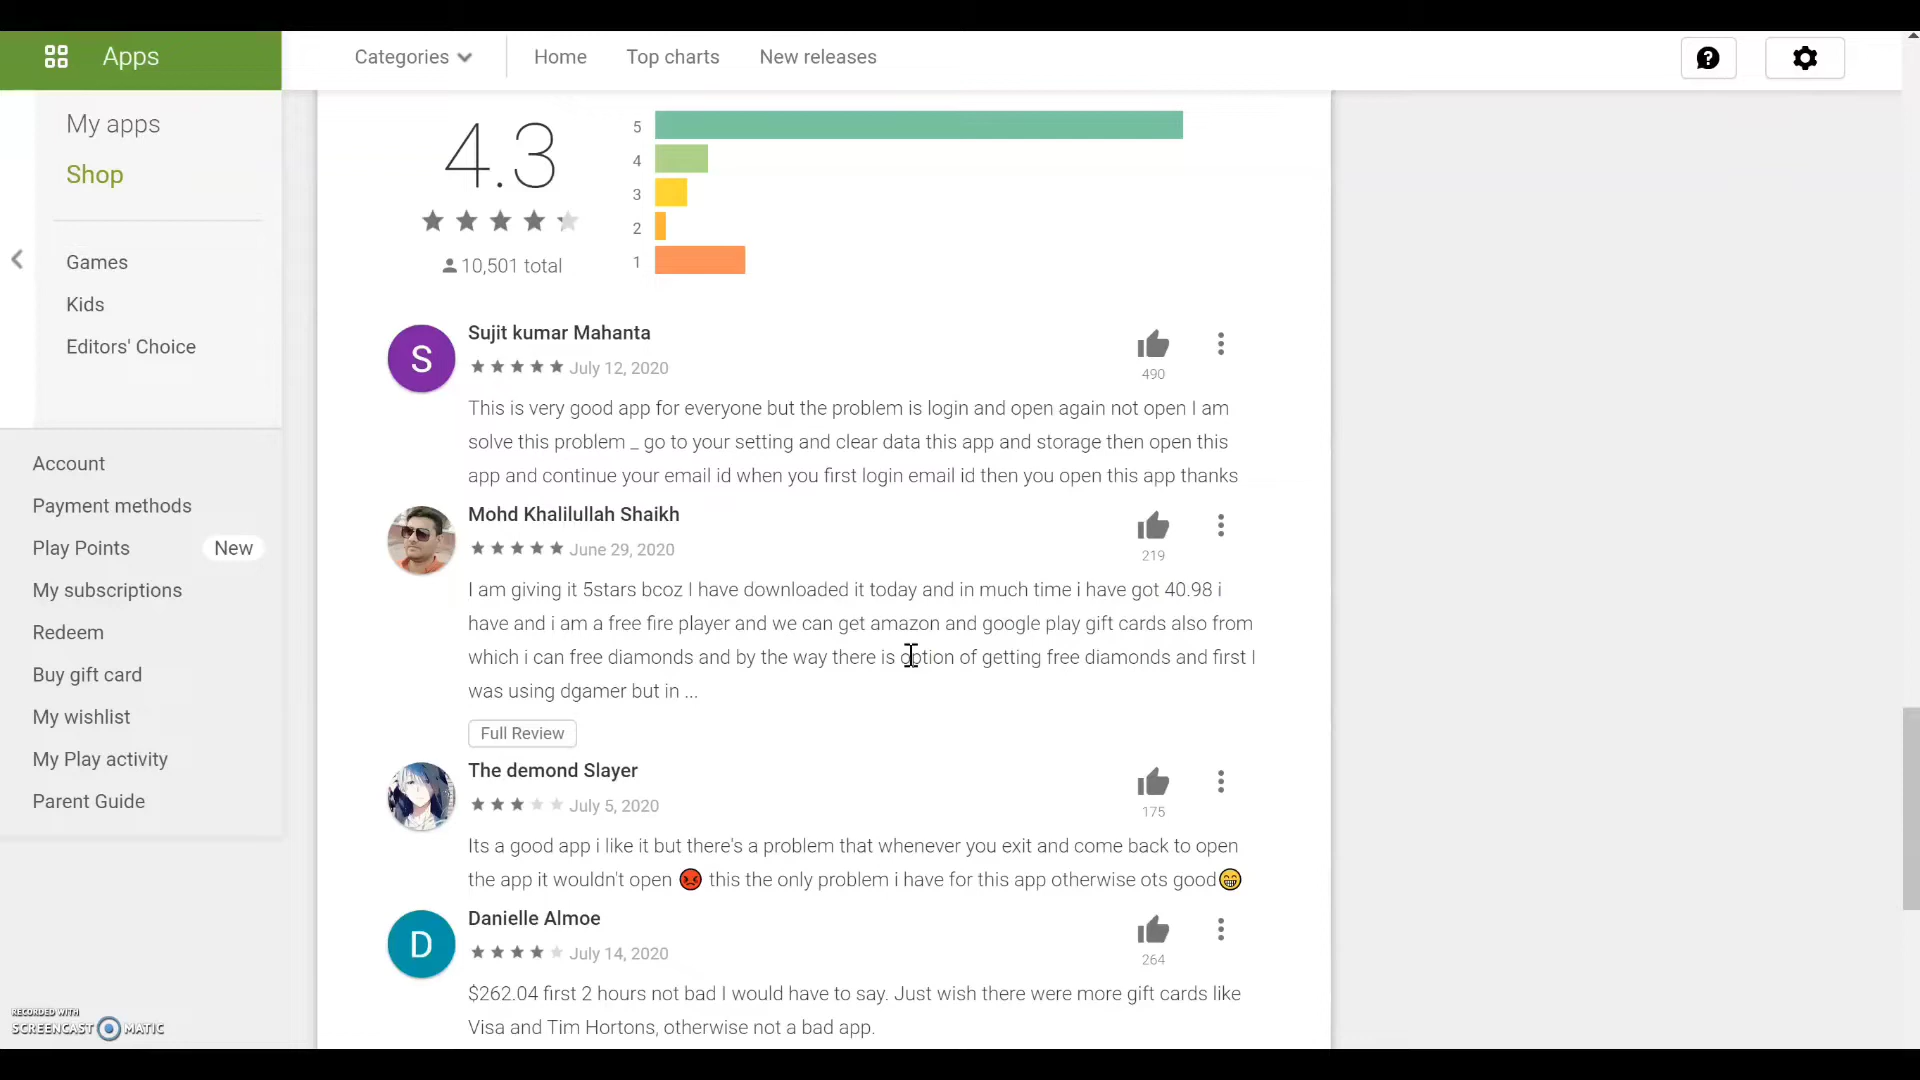 Apps
Categories
Home
Top charts
New releases
My apps
Shop
Games
Kids
Editors' Choice
Account
Payment methods
Play Points
New
My subscriptions
Redeem
Buy gift card
My wishlist
My Play activity
Parent Guide
4.3
10,501 total
5
4
3
2
1
Sujit kumar Mahanta
July 12, 2020
490
This is very good app for everyone but the problem is login and open again not open I am
solve this problem _ go to your setting and clear data this app and storage then open this
app and continue your email id when you first login email id then you open this app thanks
Mohd Khalilullah Shaikh
June 29, 2020
219
I am giving it 5stars bcoz I have downloaded it today and in much time i have got 40.98 i
have and i am a free fire player and we can get amazon and google play gift cards also from
which i can free diamonds and by the way there is option of getting free diamonds and first I
was using dgamer but in ...
Full Review
The demond Slayer
July 5, 2020
175
Its a good app i like it but there's a problem that whenever you exit and come back to open
the app it wouldn't open 😡 this the only problem i have for this app otherwise ots good😁
D
Danielle Almoe
July 14, 2020
264
$262.04 first 2 hours not bad I would have to say. Just wish there were more gift cards like
Visa and Tim Hortons, otherwise not a bad app.
S
RECORDED WITH
SCREENCAST MATIC